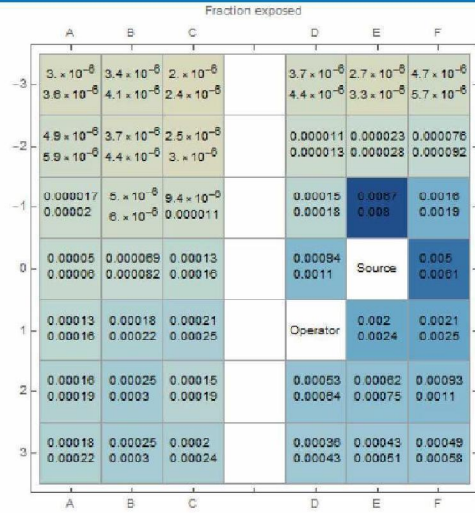 Fraction exposed
A B C D E F
-3 3. × 10⁻⁶ 3.4 × 10⁻⁶ 2. × 10⁻⁶ 3.7 × 10⁻⁶ 2.7 × 10⁻⁶ 4.7 × 10⁻⁶
3.6 × 10⁻⁶ 4.1 × 10⁻⁶ 2.4 × 10⁻⁶ 4.4 × 10⁻⁶ 3.3 × 10⁻⁶ 5.7 × 10⁻⁶
-2 4.9 × 10⁻⁶ 3.7 × 10⁻⁶ 2.5 × 10⁻⁶ 0.000011 0.000023 0.000076
5.9 × 10⁻⁶ 4.4 × 10⁻⁶ 3. × 10⁻⁶ 0.000013 0.000028 0.000092
-1 0.000017 5. × 10⁻⁶ 9.4 × 10⁻⁶ 0.00015 0.0067 0.0016
0.00002 6. × 10⁻⁶ 0.000011 0.00018 0.008 0.0019
0 0.00005 0.000069 0.00013 0.00094 Source 0.005
0.00006 0.000082 0.00016 0.0011 0.0061
1 0.00013 0.00018 0.00021 Operator 0.002 0.0021
0.00016 0.00022 0.00025 0.0024 0.0025
2 0.00016 0.00025 0.00015 0.00053 0.00062 0.00093
0.00019 0.0003 0.00019 0.00064 0.00075 0.0011
3 0.00018 0.00025 0.0002 0.00036 0.00043 0.00049
0.00022 0.0003 0.00024 0.00043 0.00051 0.00058
A B C D E F